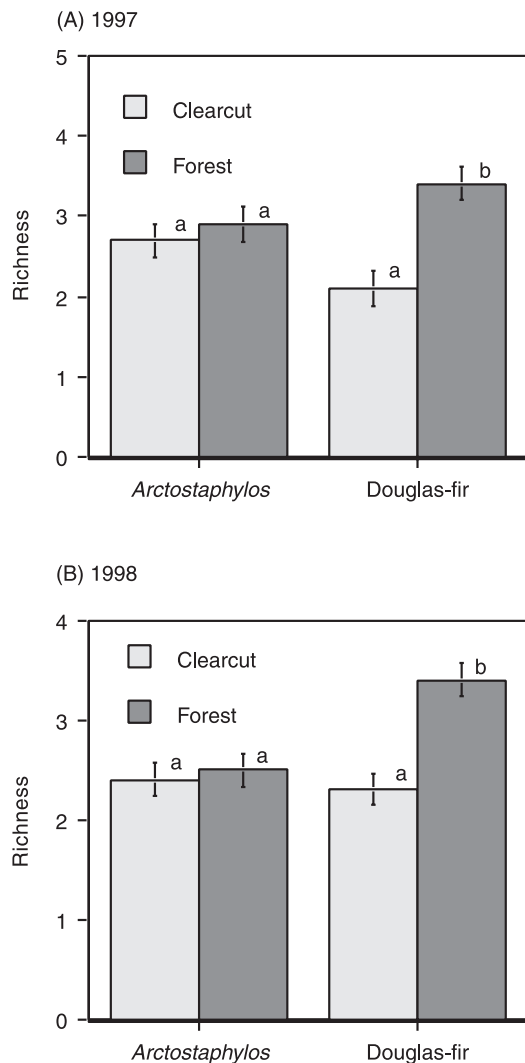 (A) 1997
5
4
3
2
1
0
Richness
Clearcut
Forest
a
a
a
b
Arctostaphylos
Douglas-fir
(B) 1998
4
3
2
1
0
Richness
Clearcut
Forest
a
a
a
b
Arctostaphylos
Douglas-fir